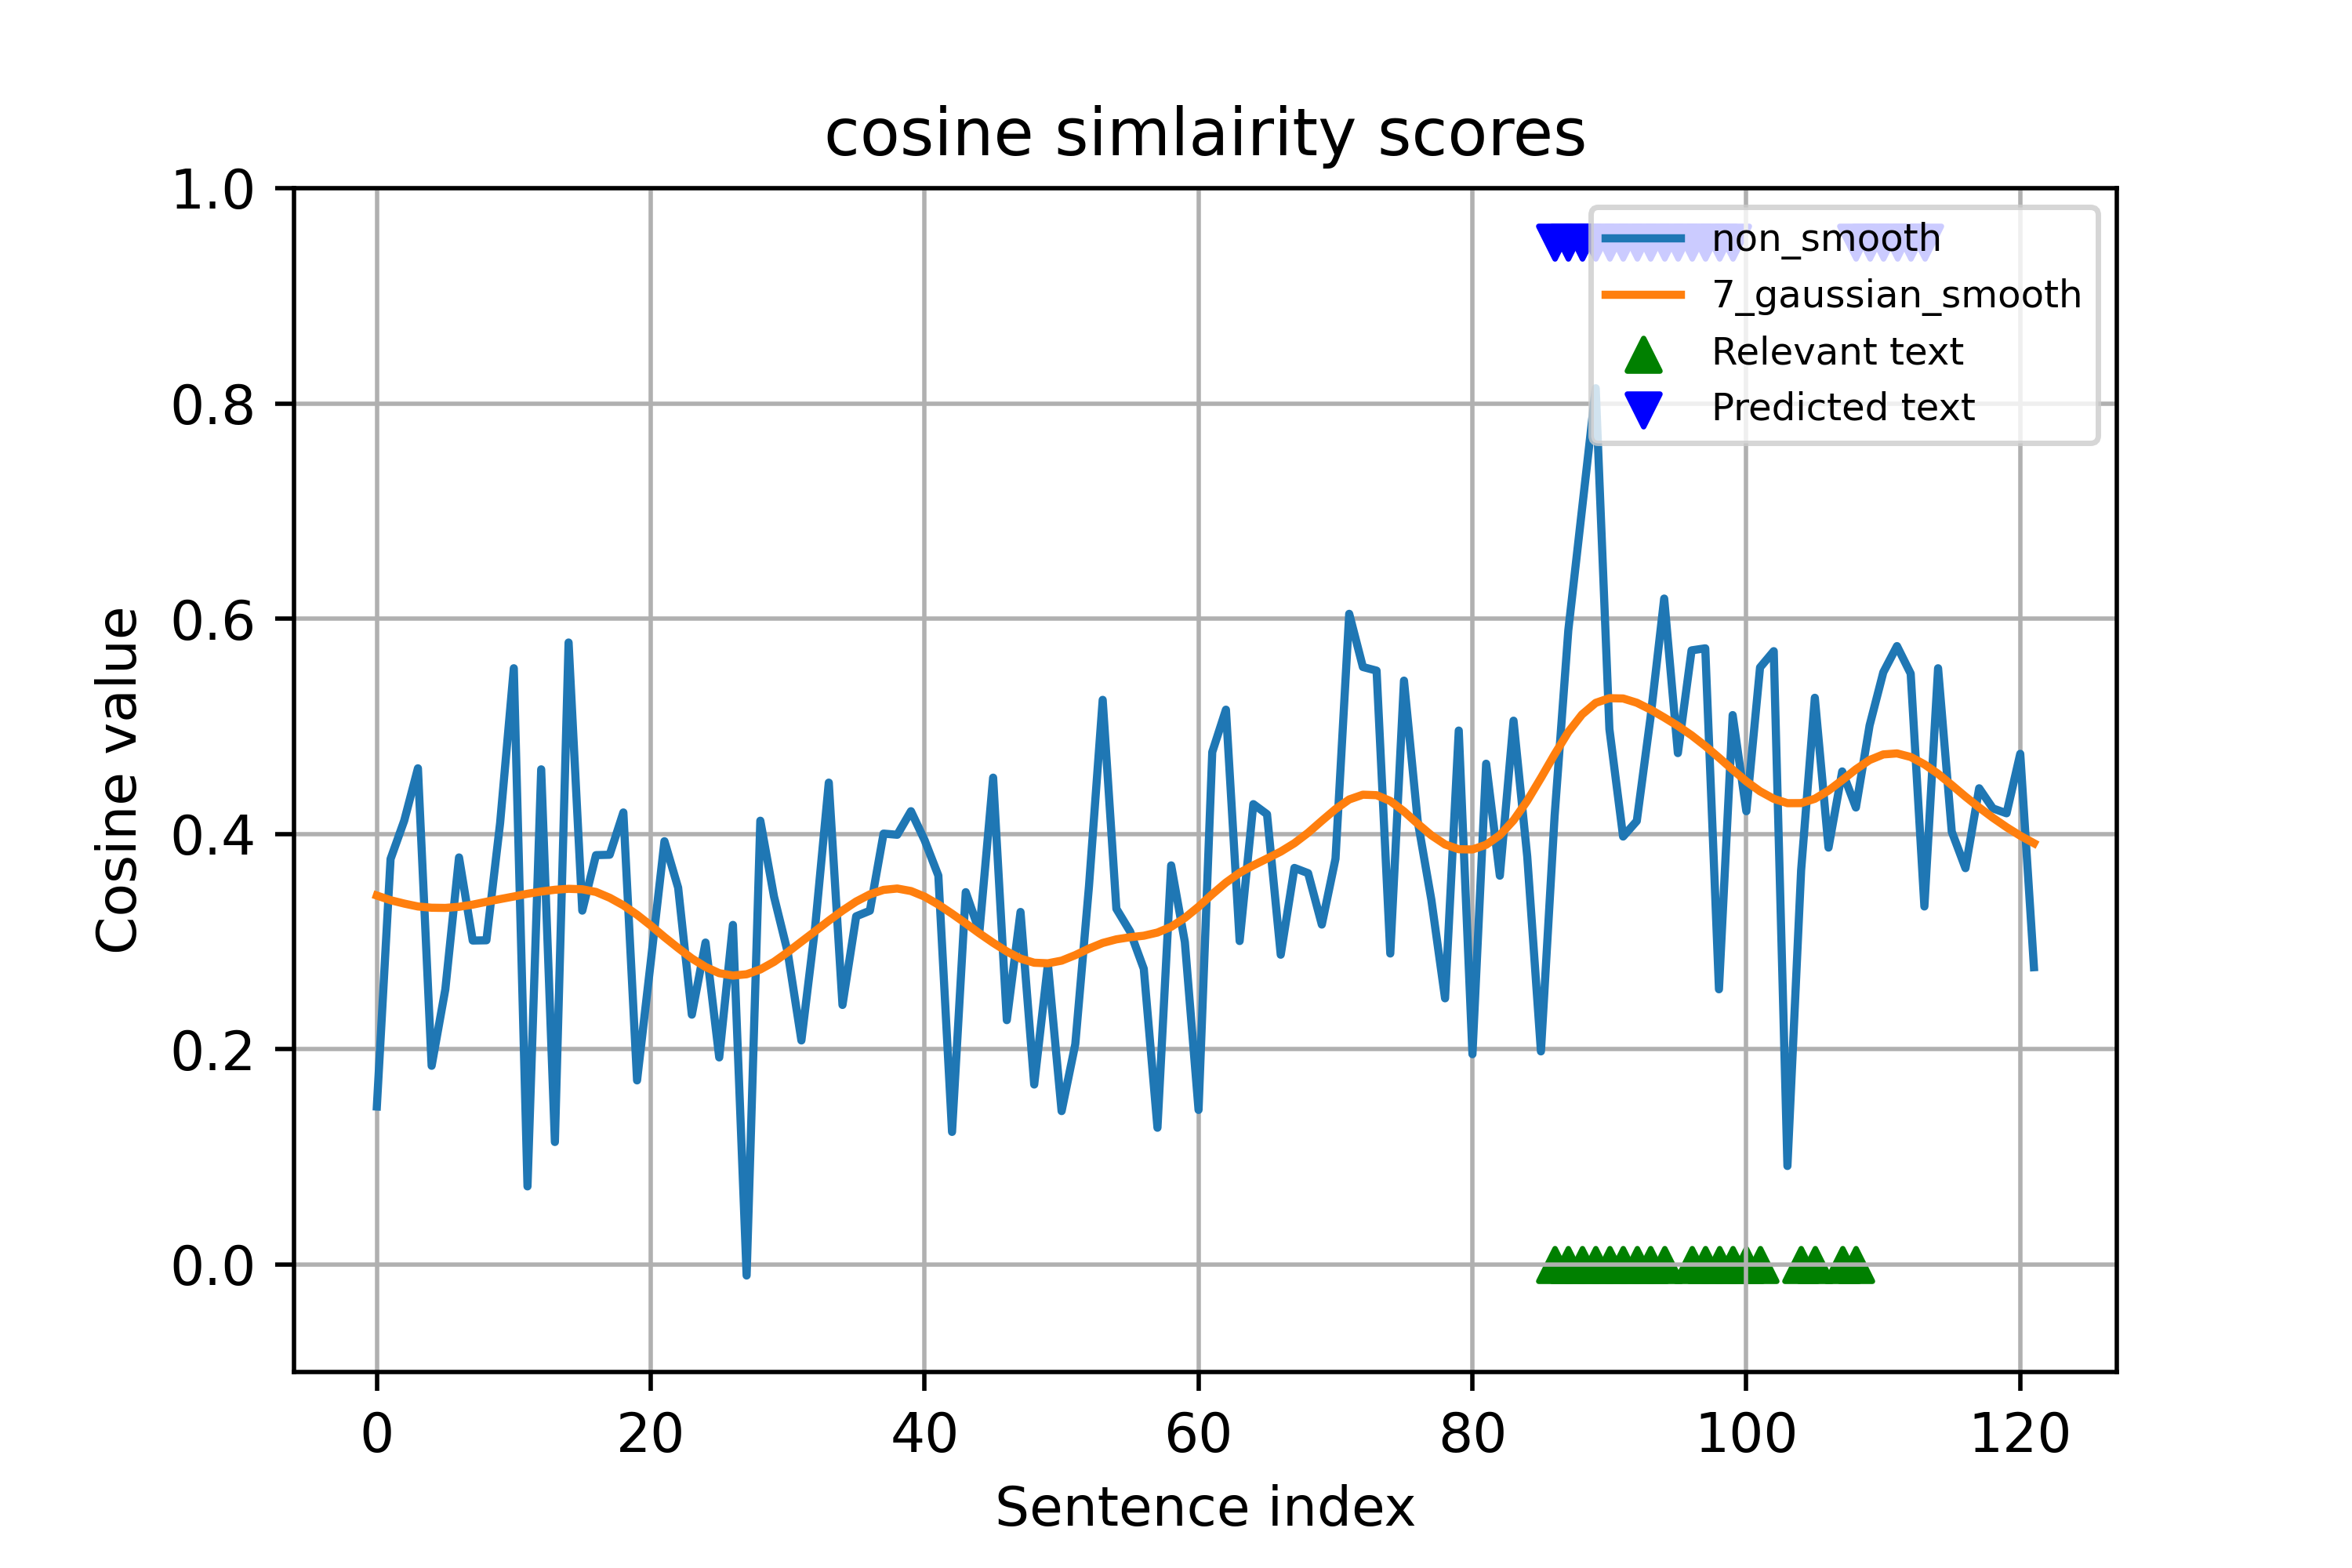 cosine simlairity scores
1.0
0.8
0.6
0.4
0.2
0.0
Cosine value
non_smooth
7_gaussian_smooth
Relevant text
Predicted text
0 20 40 60 80 100 120
Sentence index